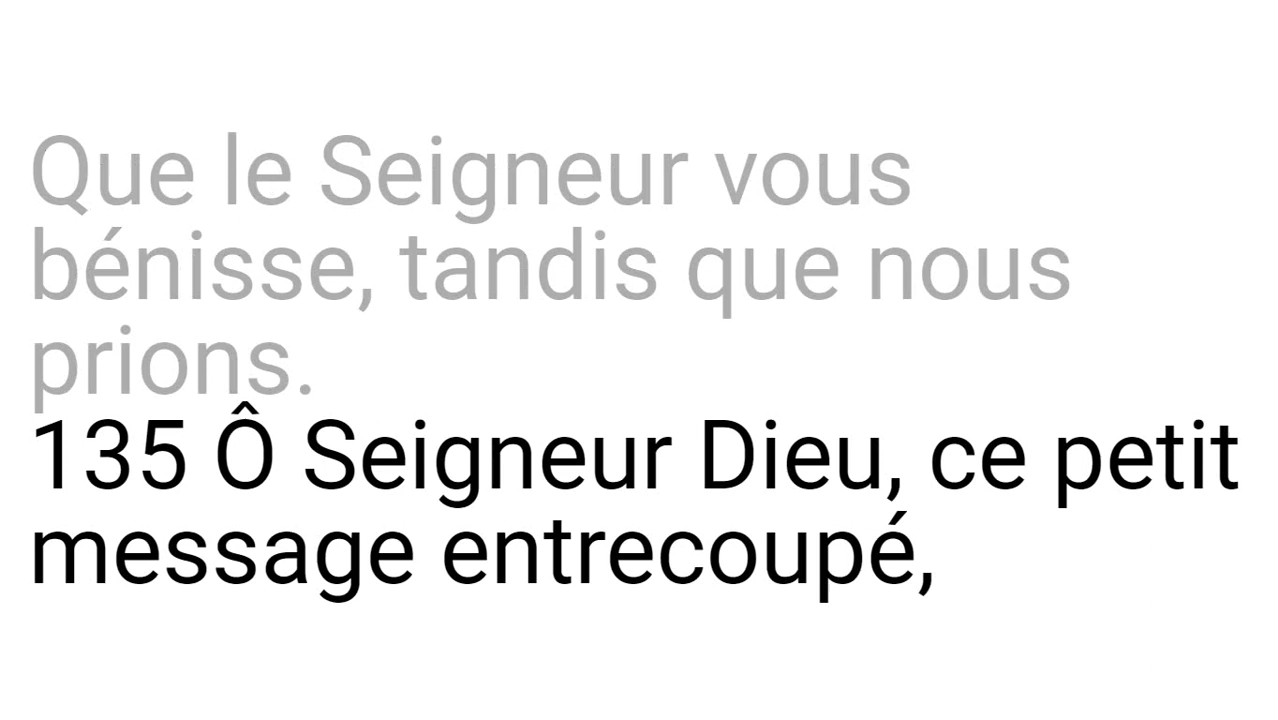 Que le Seigneur vous
bénisse, tandis que nous
prions.
135 Ô Seigneur Dieu, ce petit
message entrecoupé,